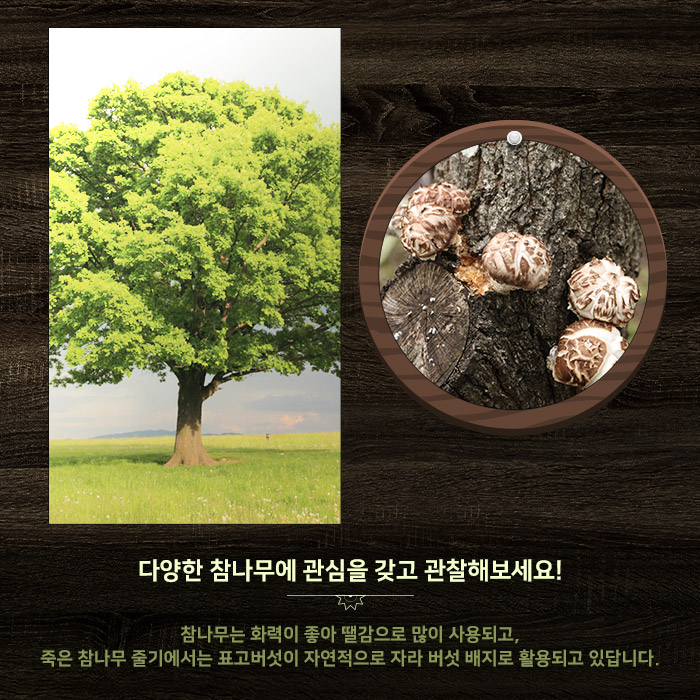 다양한 참나무에 관심을 갖고 관찰해보세요!
참나무는 화력이 좋아 땔감으로 많이 사용되고,
죽은 참나무 줄기에서는 표고버섯이 자연적으로 자라 버섯 배지로 활용되고 있답니다.